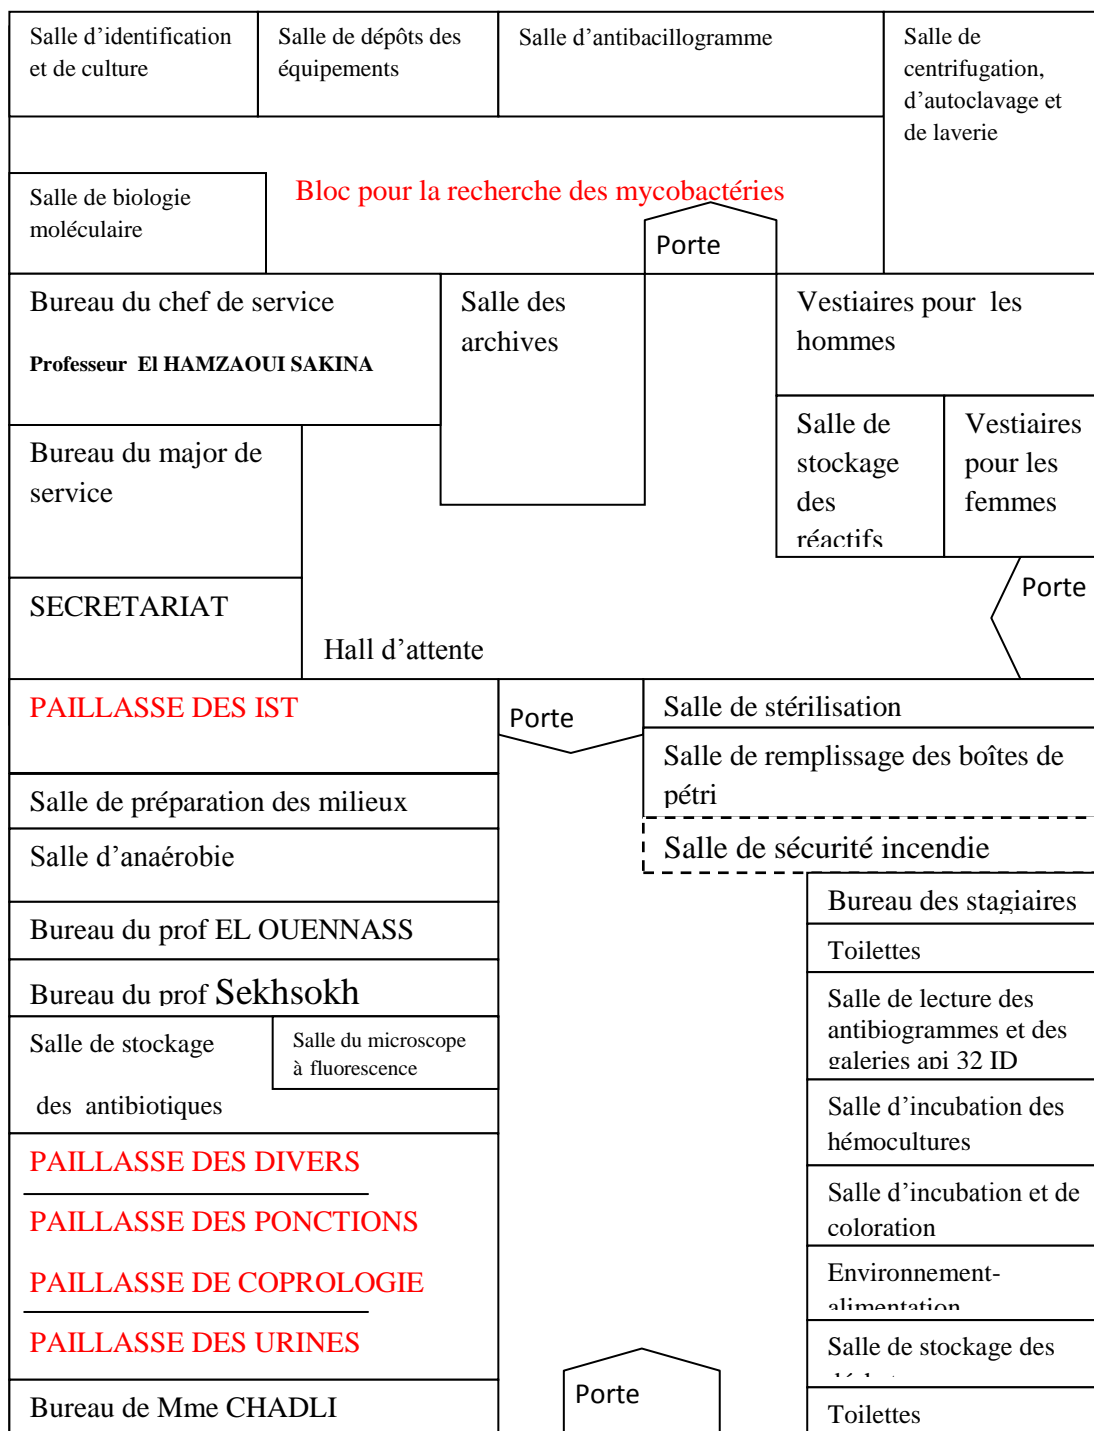 Salle d’identification
et de culture
Salle de dépôts des
équipements
Salle d’antibacillogramme
Salle de
centrifugation,
d’autoclavage et
de laverie
Bloc pour la recherche des mycobactéries
Salle de biologie
moléculaire
Porte
Bureau du chef de service
Professeur El HAMZAOUI SAKINA
Salle des
archives
Vestiaires pour les
hommes
Bureau du major de
service
Salle de
stockage
des
réactifs
Vestiaires
pour les
femmes
Porte
SECRETARIAT
Hall d’attente
PAILLASSE DES IST
Porte
Salle de stérilisation
Salle de remplissage des boîtes de
pétri
Salle de préparation des milieux
Salle d’anaérobie
Salle de sécurité incendie
Bureau du prof EL OUENNASS
Bureau des stagiaires
Toilettes
Bureau du prof Sekhsokh
Salle de lecture des
antibiogrammes et des
galeries api 32 ID
Salle de stockage
des antibiotiques
Salle du microscope
à fluorescence
Salle d’incubation des
hémocultures
PAILLASSE DES DIVERS
PAILLASSE DES PONCTIONS
Salle d’incubation et de
coloration
PAILLASSE DE COPROLOGIE
Environnement-
alimentation
PAILLASSE DES URINES
Salle de stockage des
Bureau de Mme CHADLI
Porte
Toilettes